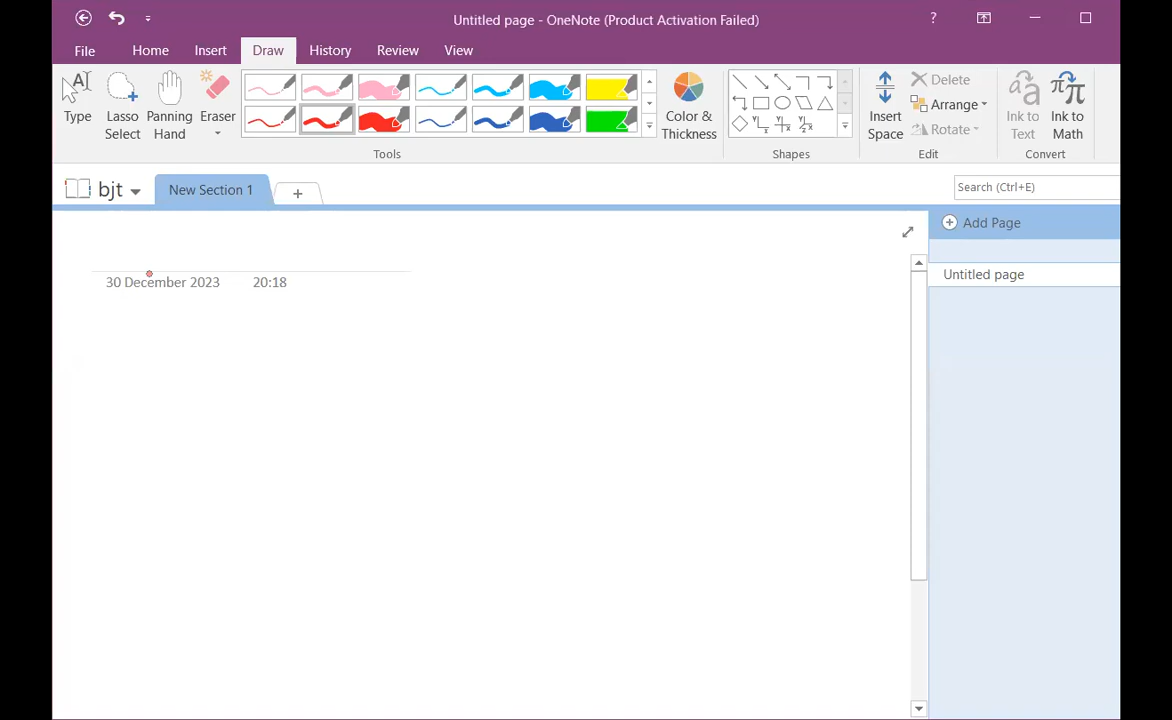 Untitled page - OneNote (Product Activation Failed)
?
File Home Insert Draw History Review View
Type
Lasso Select
Panning Hand
Eraser
Color & Thickness
Insert Space
Delete
Arrange
Rotate
Ink to Text
Ink to Math
Tools Shapes Edit Convert
bjt New Section 1 +
Search (Ctrl+E)
Add Page
30 December 2023 20:18
Untitled page